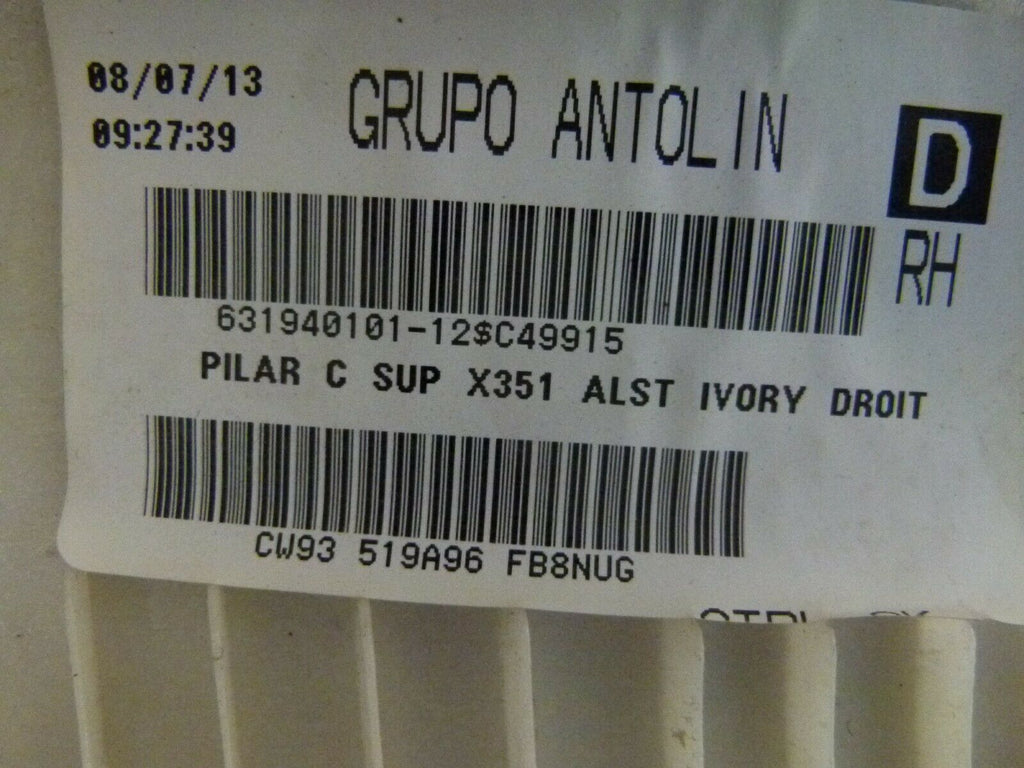 08/07/13
09:27:39
GRUPO ANTOLIN
D
RH
631940101-12$C49915
PILAR C SUP X351 ALST IVORY DROIT
CW93 519A96 FB8NUG